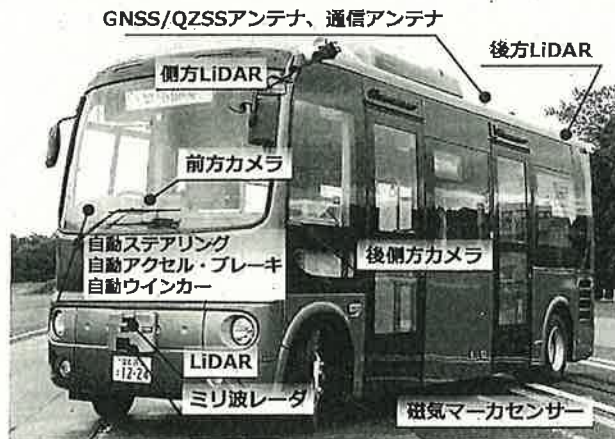 GNSS/QZSSアンテナ、通信アンテナ
後方LiDAR
側方LiDAR
前方カメラ
自動ステアリング
自動アクセル・ブレーキ
自動ウインカー
後側方カメラ
LiDAR
12-24
ミリ波レーダ
磁気マーカセンサー